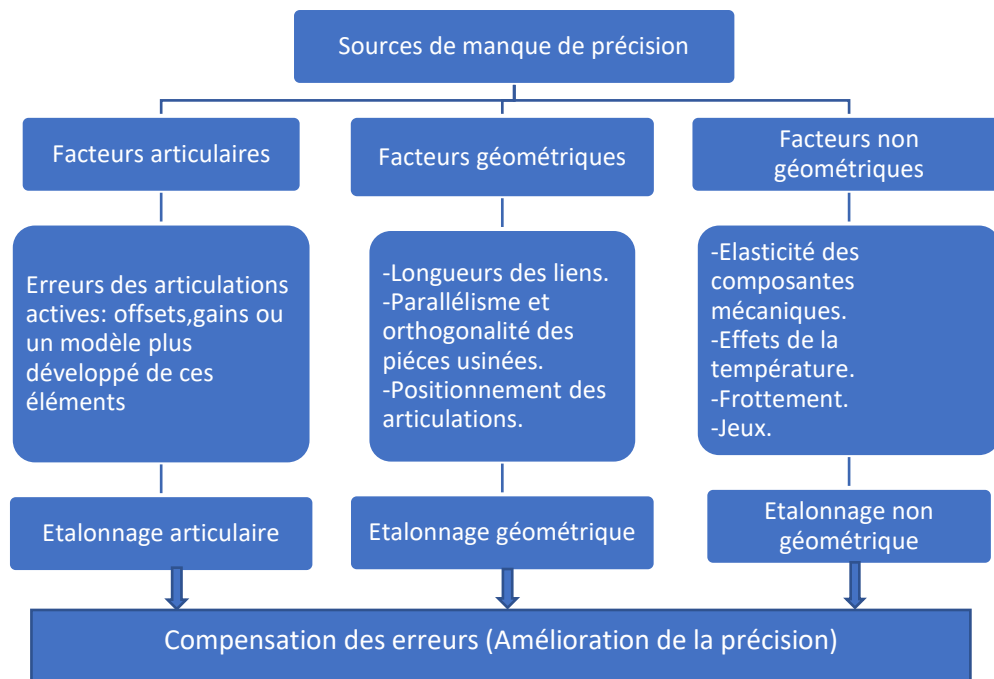 Sources de manque de précision
Facteurs articulaires
Facteurs géométriques
Facteurs non
géométriques
Erreurs des articulations
actives: offsets,gains ou
un modèle plus
développé de ces
éléments
-Longueurs des liens.
-Parallélisme et
orthogonalité des
piéces usinées.
-Positionnement des
articulations.
-Elasticité des
composantes
mécaniques.
-Effets de la
température.
-Frottement.
-Jeux.
Etalonnage articulaire
Etalonnage géométrique
Etalonnage non
géométrique
Compensation des erreurs (Amélioration de la précision)